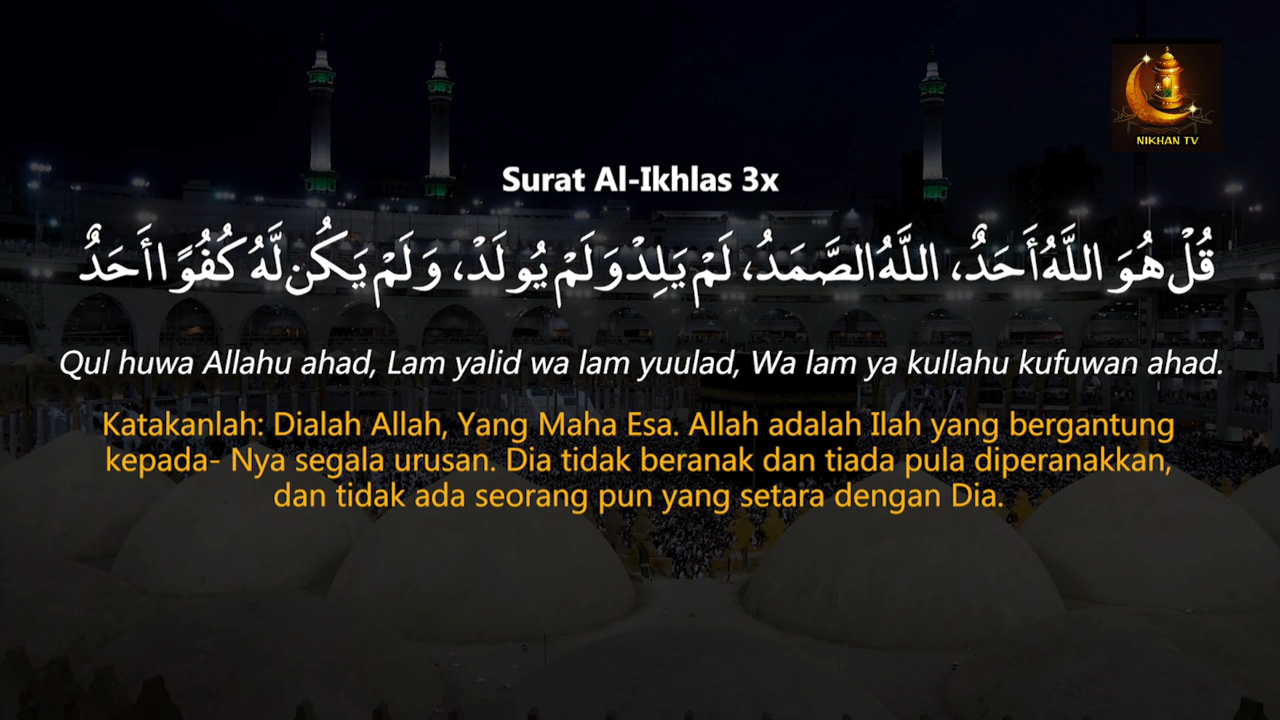 NIKHAN TV
Surat Al-Ikhlas 3x
قُلْ هُوَ اللَّهُ أَحَدٌ، اللَّهُ الصَّمَدُ، لَمْ يَلِدْ وَلَمْ يُولَدْ، وَلَمْ يَكُن لَّهُ كُفُوًا أَحَدٌ
Qul huwa Allahu ahad, Lam yalid wa lam yuulad, Wa lam ya kullahu kufuwan ahad.
Katakanlah: Dialah Allah, Yang Maha Esa. Allah adalah Ilah yang bergantung
kepada- Nya segala urusan. Dia tidak beranak dan tiada pula diperanakkan,
dan tidak ada seorang pun yang setara dengan Dia.